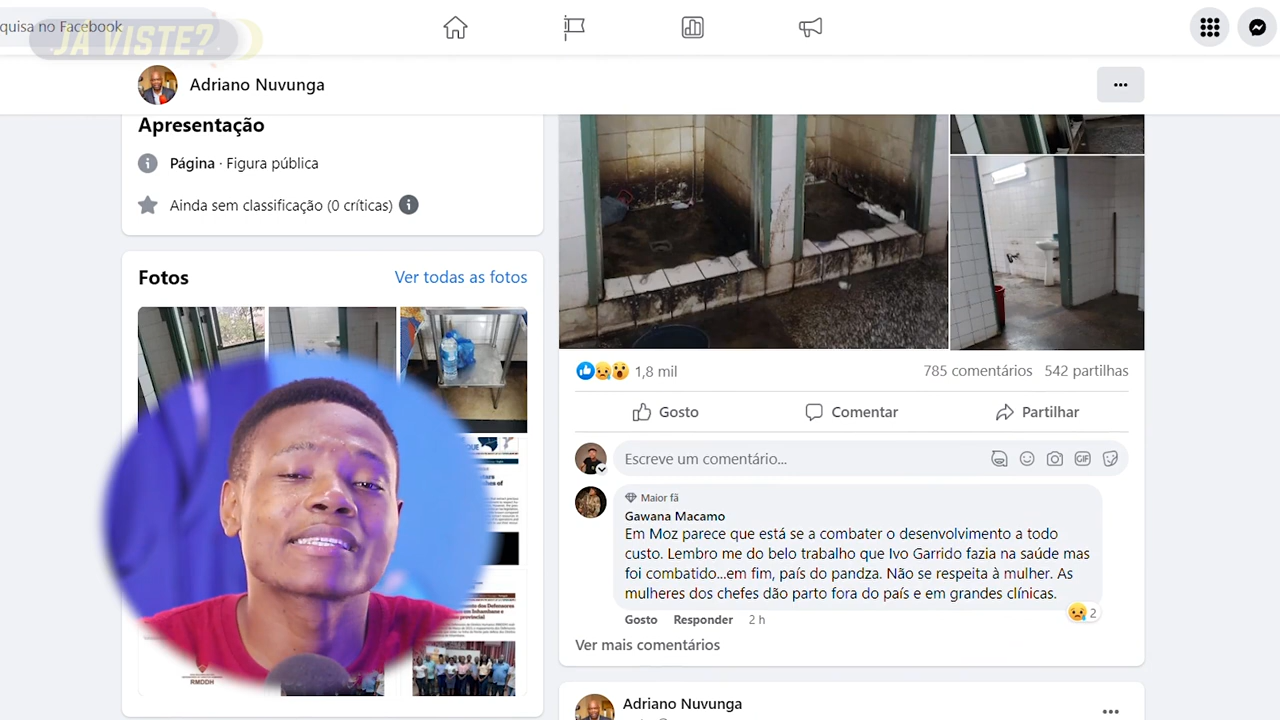 quisa no Facebook
JÁ VISTE?
Adriano Nuvunga
Apresentação
Página · Figura pública
Ainda sem classificação (0 críticas)
Fotos
Ver todas as fotos
RMDDH
1,8 mil
785 comentários 542 partilhas
Gosto Comentar Partilhar
Escreve um comentário...
GIF
Maior fã
Gawana Macamo
Em Moz parece que está se a combater o desenvolvimento a todo
custo. Lembro me do belo trabalho que Ivo Garrido fazia na saúde mas
foi combatido...em fim, país do pandza. Não se respeita à mulher. As
mulheres dos chefes vão parto fora do país e em grandes clínicas.
2
Gosto Responder 2 h
Ver mais comentários
Adriano Nuvunga